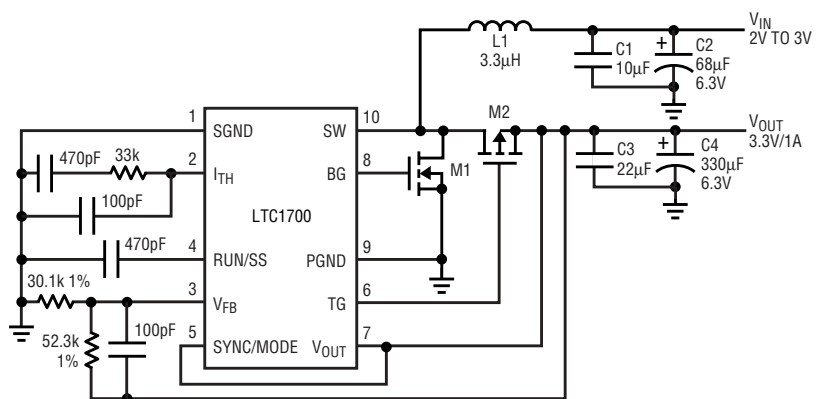 L1
3.3µH
C1
10µF
+
C2
68µF
6.3V
V_IN
2V TO 3V
M2
V_OUT
3.3V/1A
C3
22µF
+
C4
330µF
6.3V
M1
LTC1700
1
SGND
470pF
33k
2
I_TH
100pF
470pF
4
RUN/SS
30.1k 1%
3
V_FB
52.3k
1%
100pF
5
SYNC/MODE
10
SW
8
BG
9
PGND
6
TG
7
V_OUT